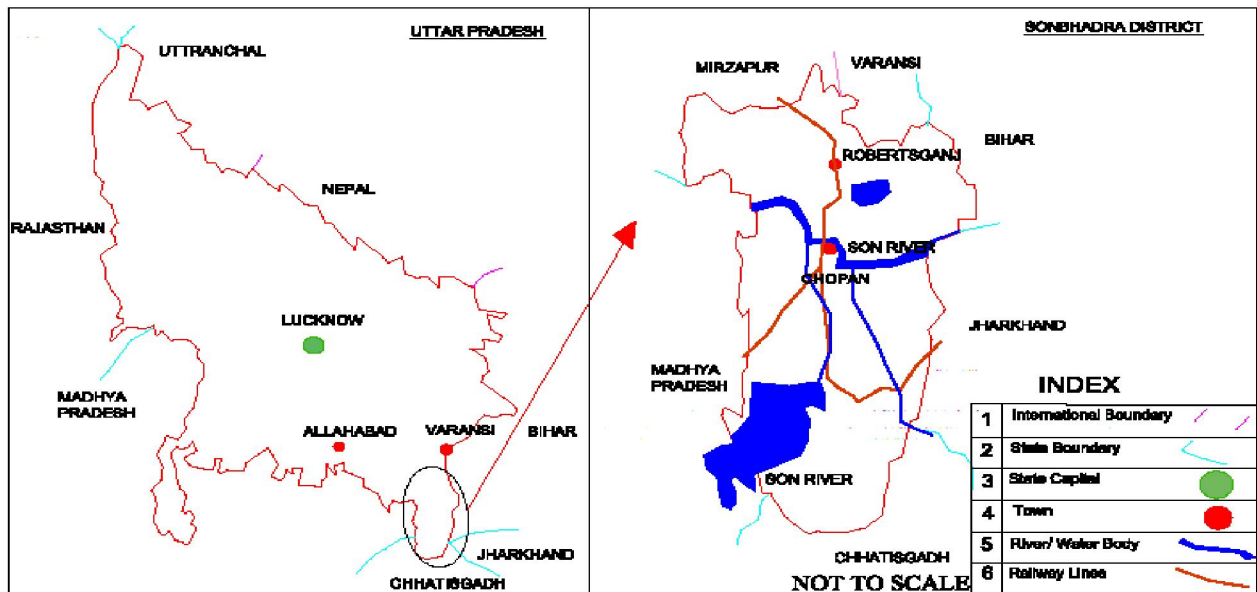 UTTAR PRADESH
UTTRANCHAL
NEPAL
RAJASTHAN
LUCKNOW
MADHYA
PRADESH
ALLAHABAD
VARANSI
BIHAR
JHARKHAND
CHHATISGADH
SONBHADRA DISTRICT
MIRZAPUR
VARANSI
BIHAR
ROBERTSGANJ
SON RIVER
CHOPAN
JHARKHAND
MADHYA
PRADESH
SON RIVER
CHHATISGADH
NOT TO SCALE
INDEX
1 International Boundary
2 State Boundary
3 State Capital
4 Town
5 River/ Water Body
6 Railway Lines